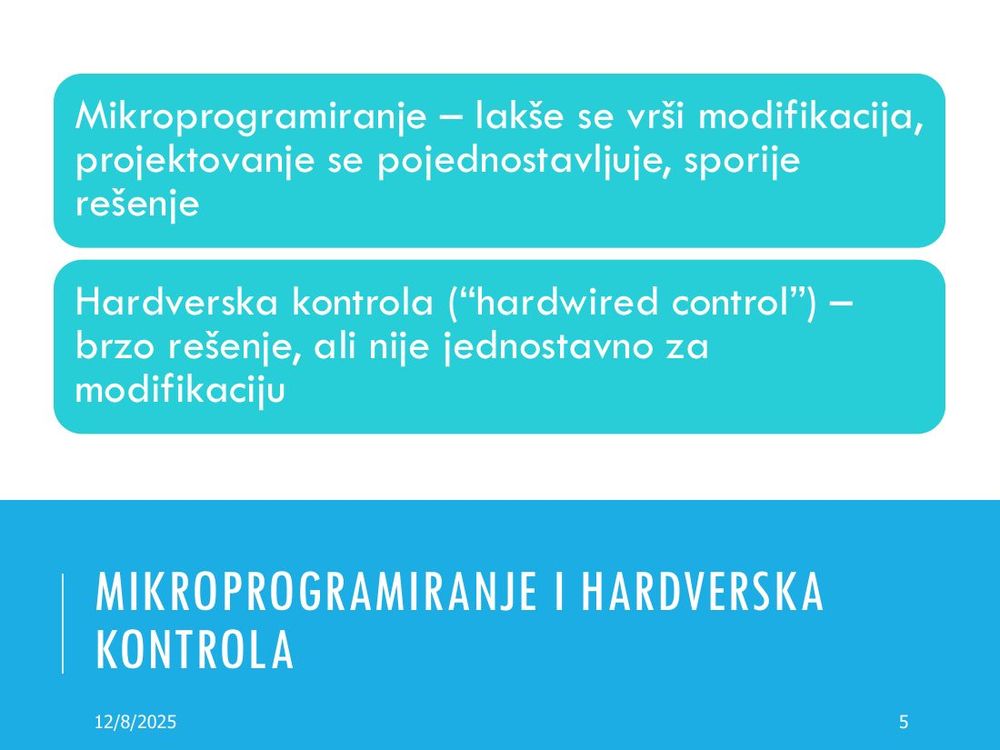 Mikroprogramiranje – lakše se vrši modifikacija,
projektovanje se pojednostavljuje, sporije
rešenje
Hardverska kontrola (“hardwired control”) –
brzo rešenje, ali nije jednostavno za
modifikaciju
MIKROPROGRAMIRANJE I HARDVERSKA
KONTROLA
12/8/2025
5